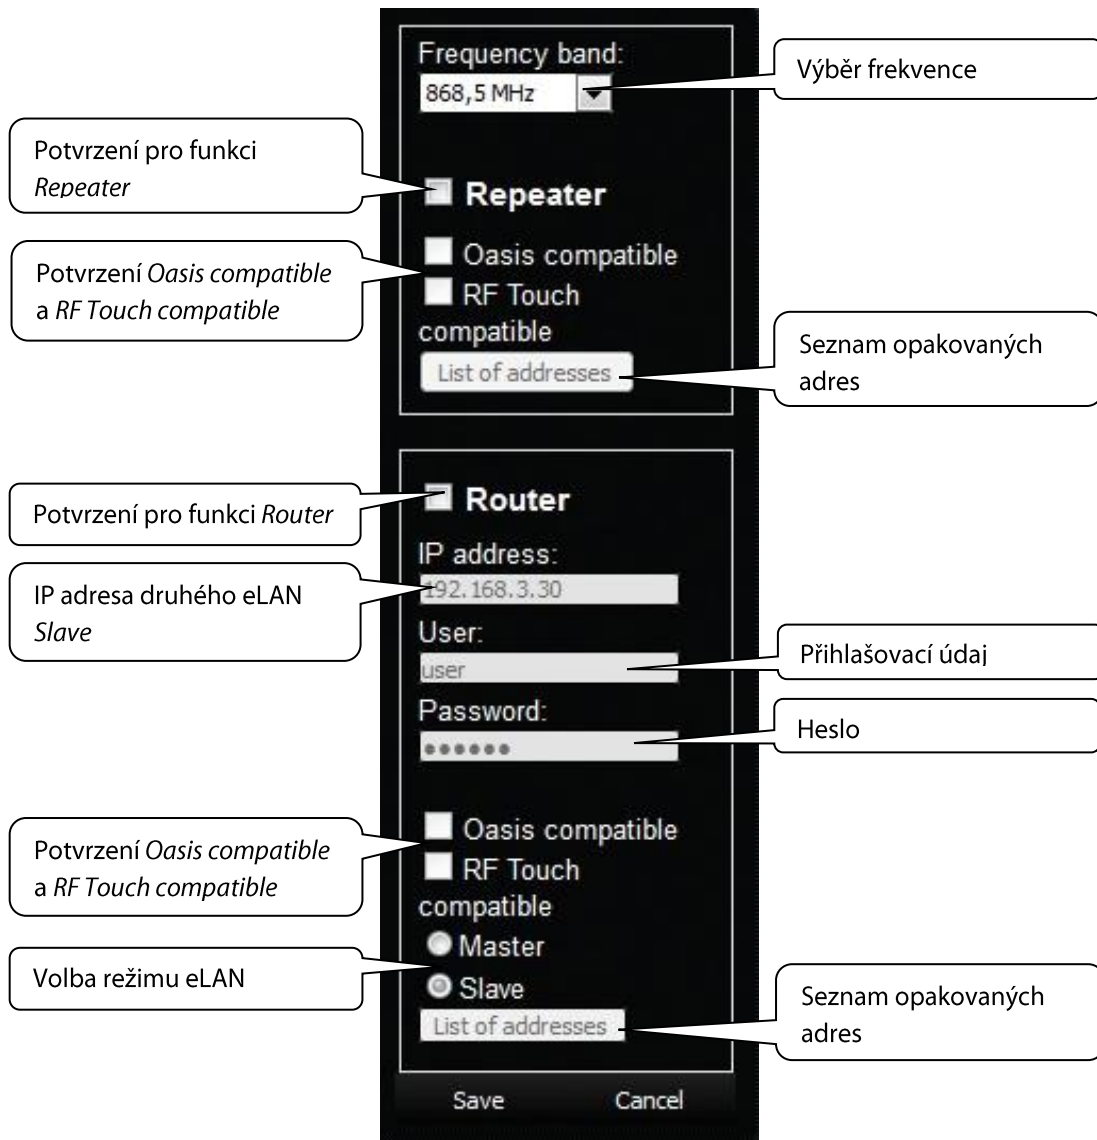 Frequency band:
868,5 MHz
Výběr frekvence
Potvrzení pro funkci
Repeater
Repeater
Potvrzení Oasis compatible
a RF Touch compatible
Oasis compatible
RF Touch
compatible
List of addresses
Seznam opakovaných
adres
Potvrzení pro funkci Router
Router
IP address:
192.168.3.30
IP adresa druhého eLAN
Slave
User:
user
Přihlašovací údaj
Password:
••••••
Heslo
Potvrzení Oasis compatible
a RF Touch compatible
Oasis compatible
RF Touch
compatible
Volba režimu eLAN
Master
Slave
List of addresses
Seznam opakovaných
adres
Save Cancel